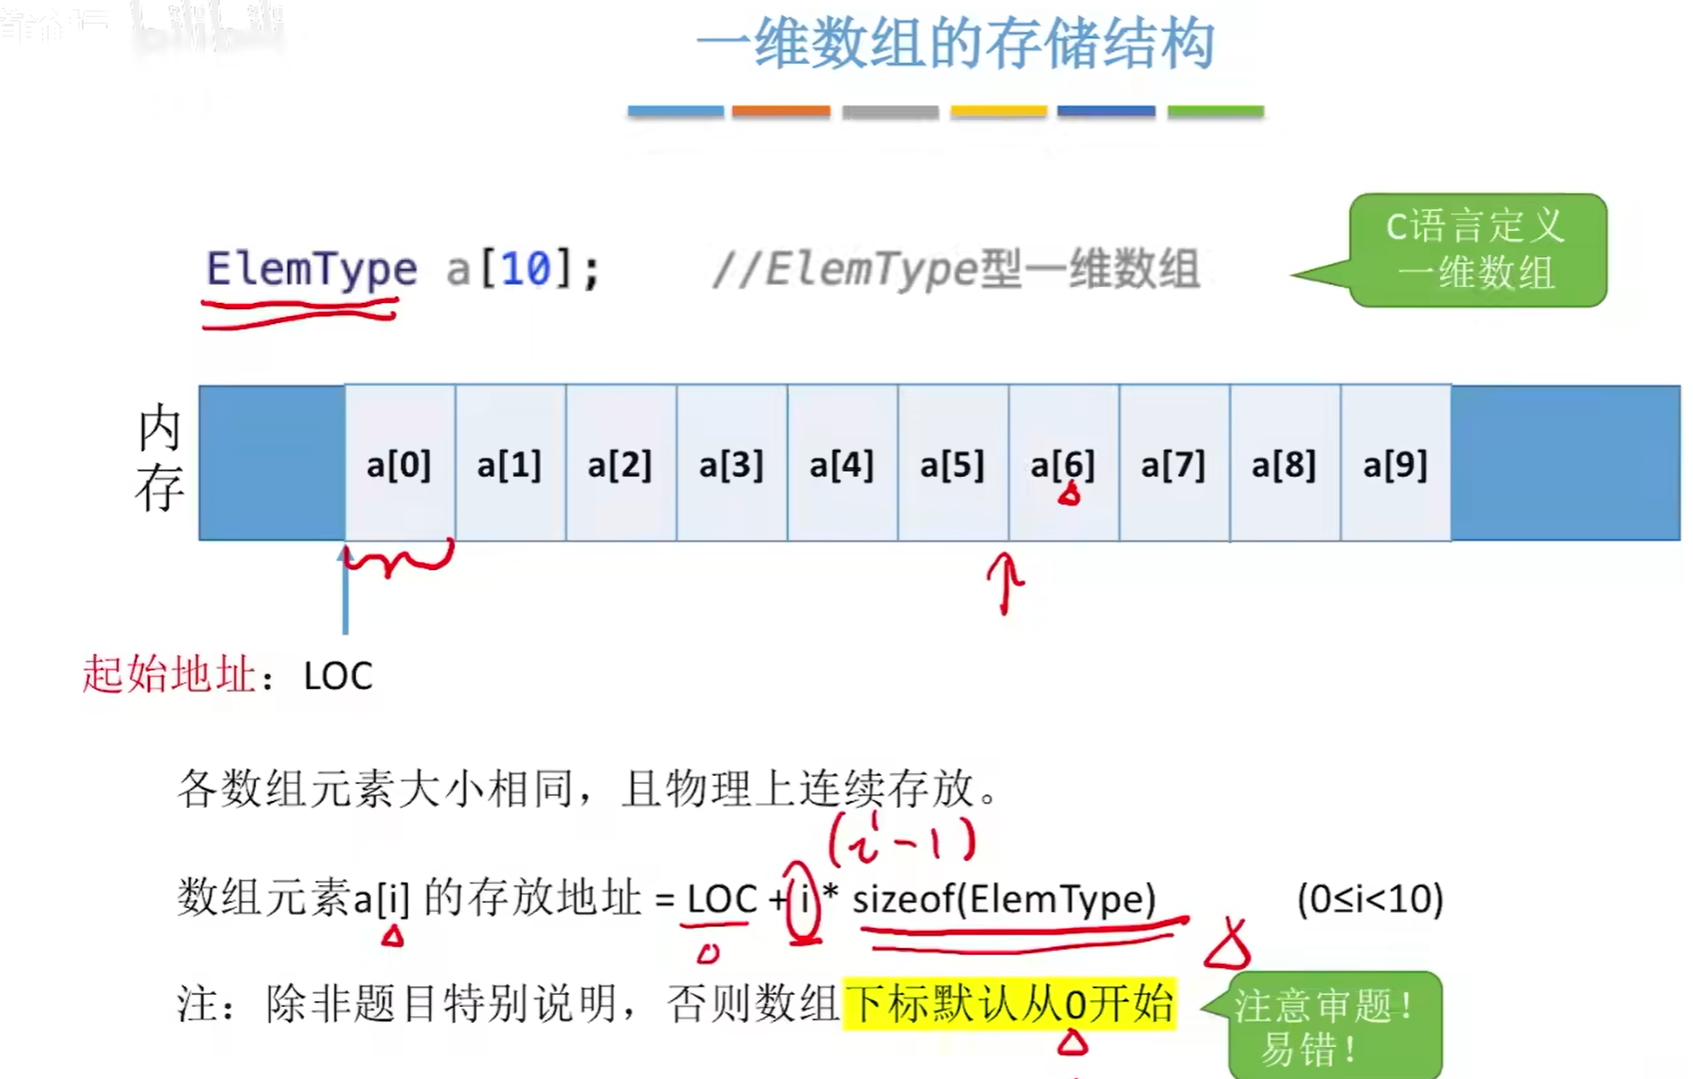 一维数组的存储结构
ElemType a[10]; //ElemType型一维数组
C语言定义
一维数组
内存
a[0] a[1] a[2] a[3] a[4] a[5] a[6] a[7] a[8] a[9]
起始地址：LOC
各数组元素大小相同，且物理上连续存放。
(i-1)
数组元素a[i] 的存放地址 = LOC + i * sizeof(ElemType) (0≤i<10)
0
注：除非题目特别说明，否则数组下标默认从0开始
注意审题！
易错！